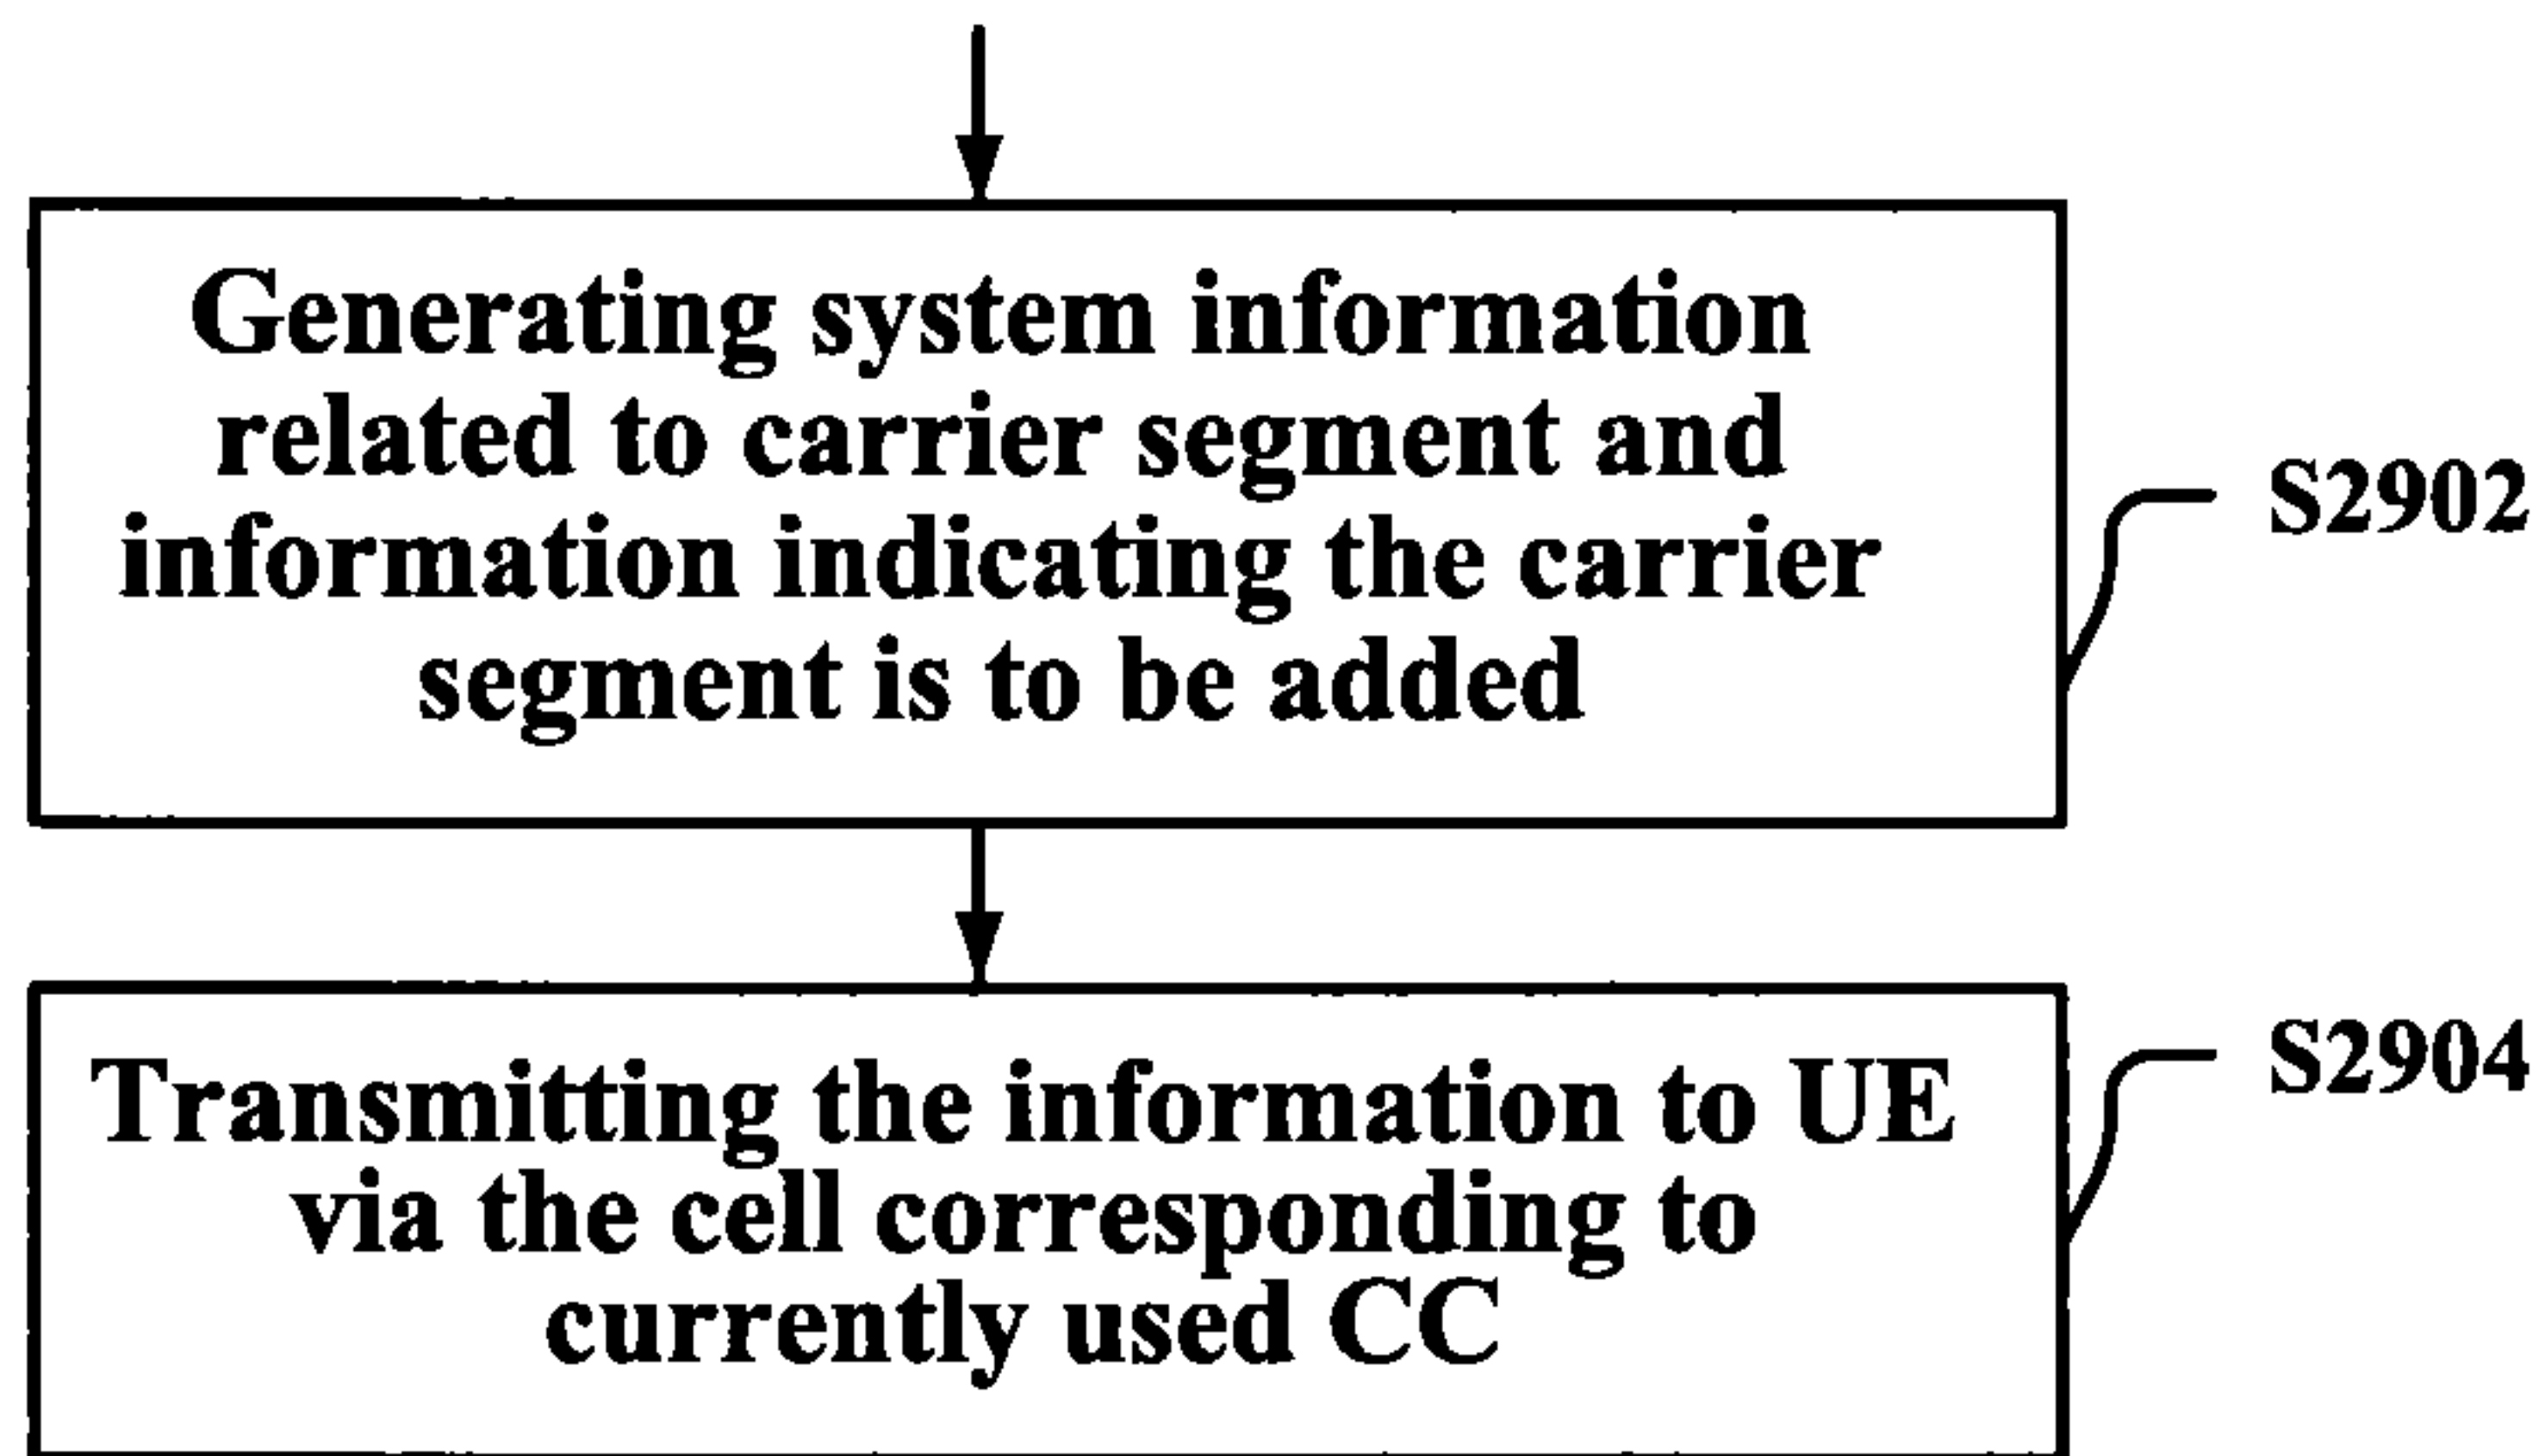 Generating system information
related to carrier segment and
information indicating the carrier
segment is to be added
S2902
Transmitting the information to UE
via the cell corresponding to
currently used CC
S2904